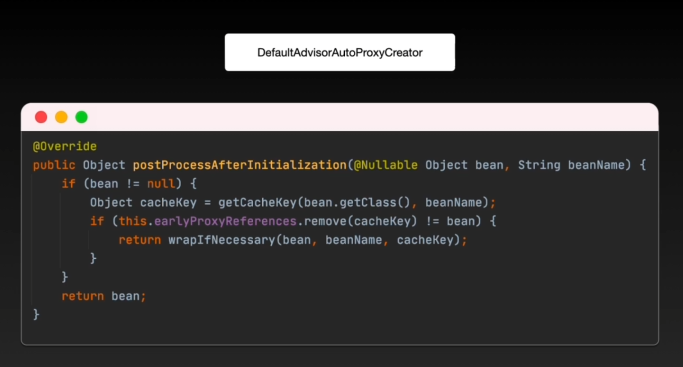 DefaultAdvisorAutoProxyCreator
@Override
public Object postProcessAfterInitialization(@Nullable Object bean, String beanName) {
    if (bean != null) {
        Object cacheKey = getCacheKey(bean.getClass(), beanName);
        if (this.earlyProxyReferences.remove(cacheKey) != bean) {
            return wrapIfNecessary(bean, beanName, cacheKey);
        }
    }
    return bean;
}